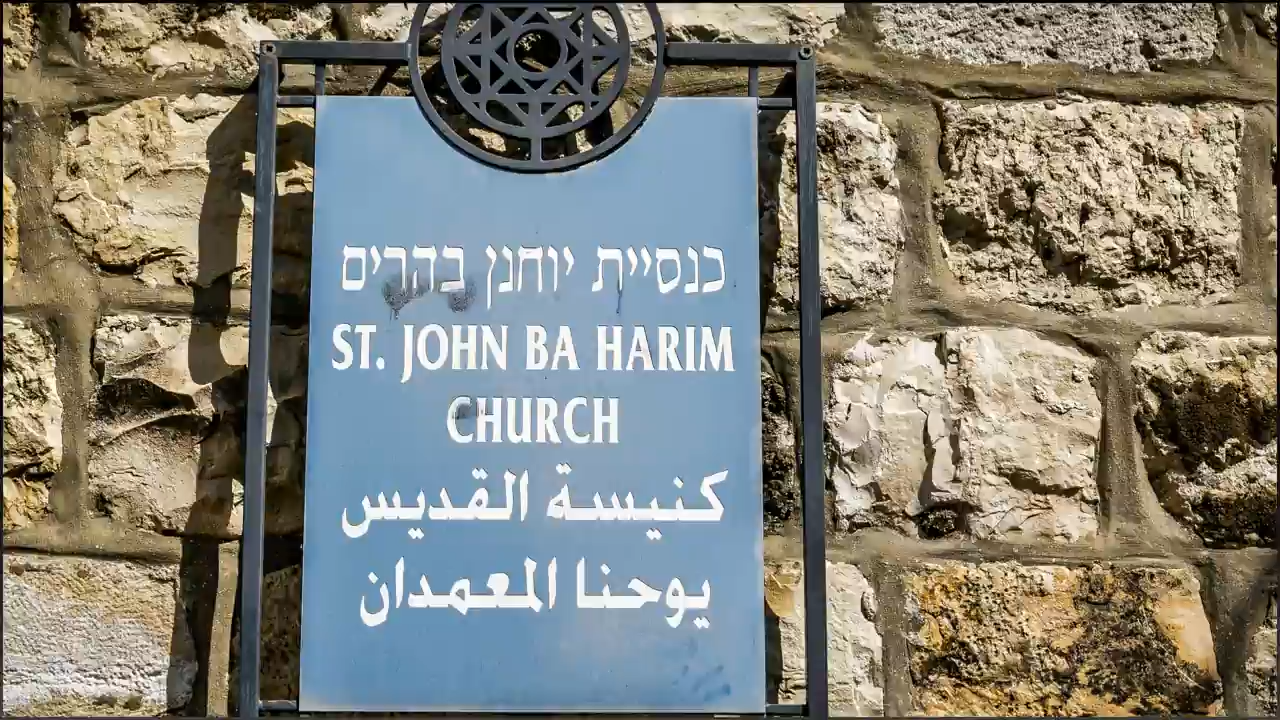 כנסיית יוחנן בהרים
ST. JOHN BA HARIM
CHURCH
كنيسة القديس
يوحنا المعمدان